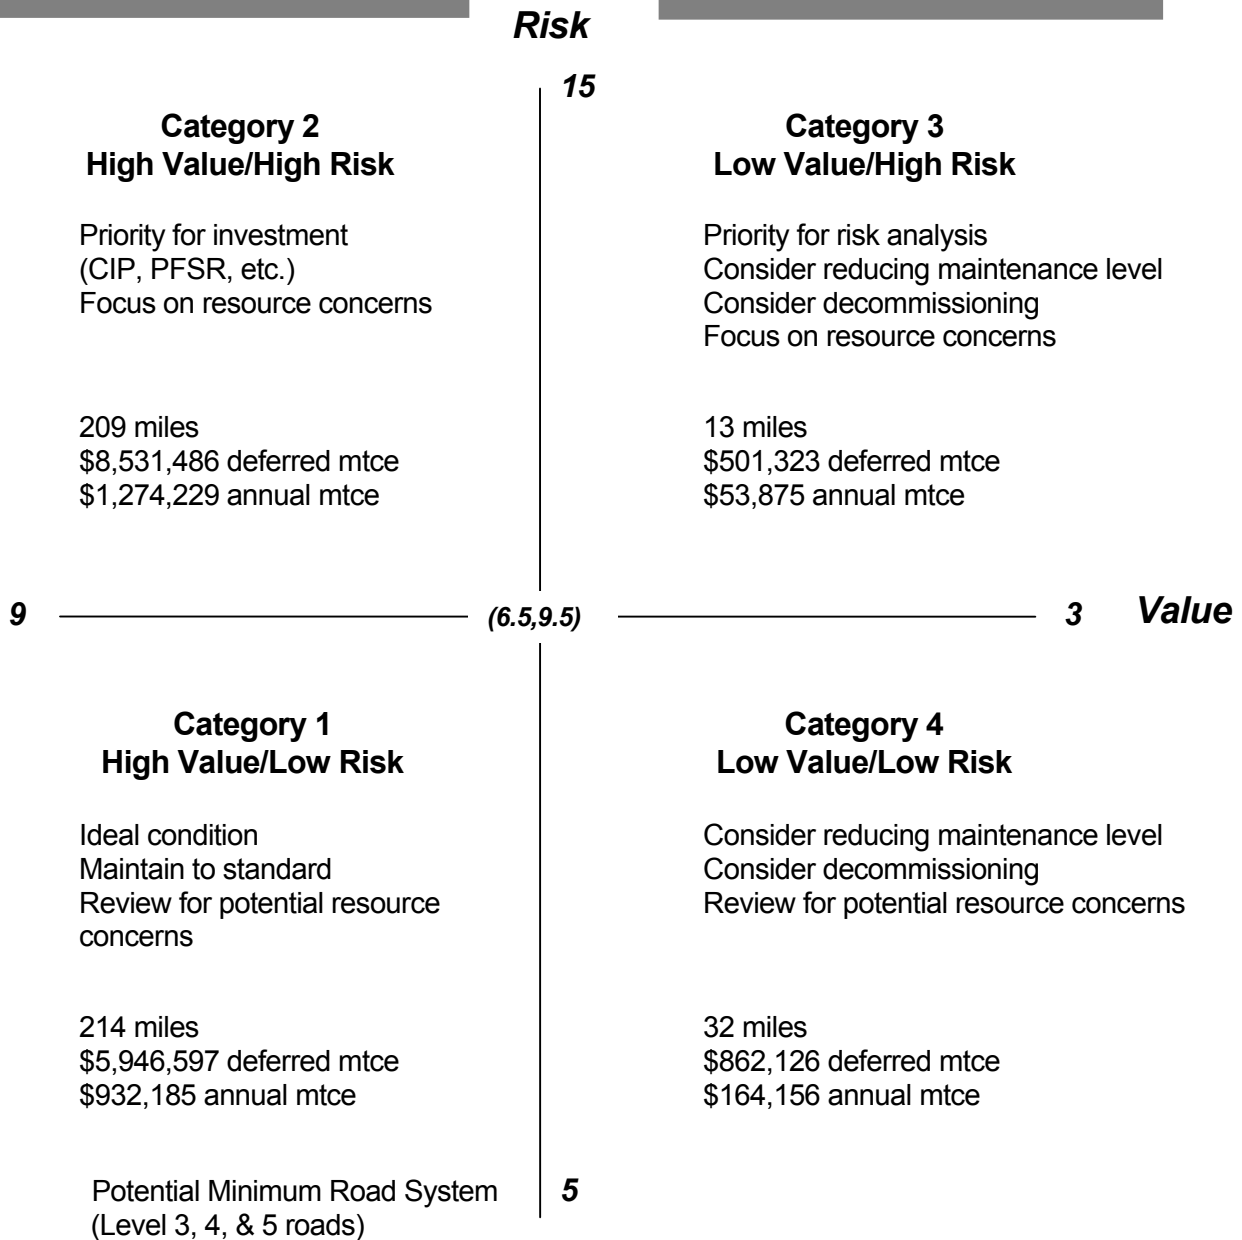 Risk
15
Category 2
High Value/High Risk
Priority for investment
(CIP, PFSR, etc.)
Focus on resource concerns
209 miles
$8,531,486 deferred mtce
$1,274,229 annual mtce
Category 3
Low Value/High Risk
Priority for risk analysis
Consider reducing maintenance level
Consider decommissioning
Focus on resource concerns
13 miles
$501,323 deferred mtce
$53,875 annual mtce
9
(6.5,9.5)
3
Value
Category 1
High Value/Low Risk
Ideal condition
Maintain to standard
Review for potential resource
concerns
214 miles
$5,946,597 deferred mtce
$932,185 annual mtce
Potential Minimum Road System
(Level 3, 4, & 5 roads)
Category 4
Low Value/Low Risk
Consider reducing maintenance level
Consider decommissioning
Review for potential resource concerns
32 miles
$862,126 deferred mtce
$164,156 annual mtce
5